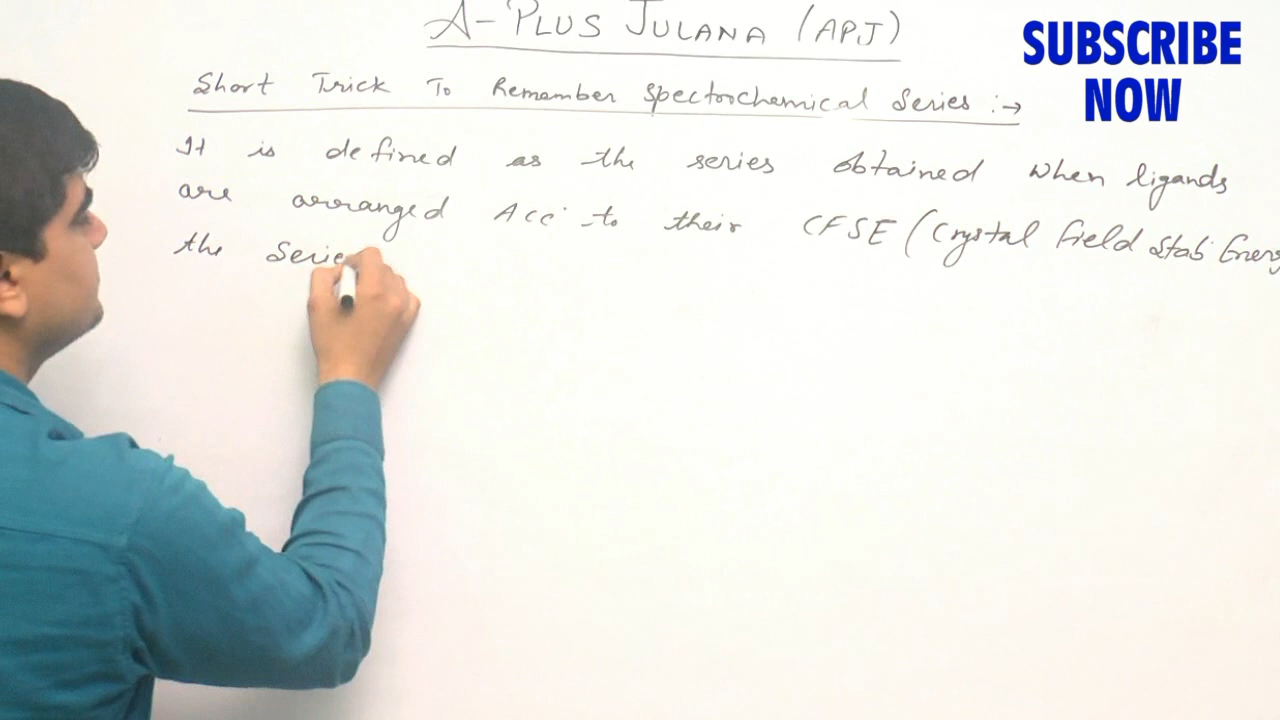 A-PLUS JULANA (APJ)
SUBSCRIBE
NOW
Short Trick To Remember Spectrochemical Series :→
It is defined as the series obtained when ligands
are arranged Acc. to their CFSE (Crystal field Stab. Energ
the Serie